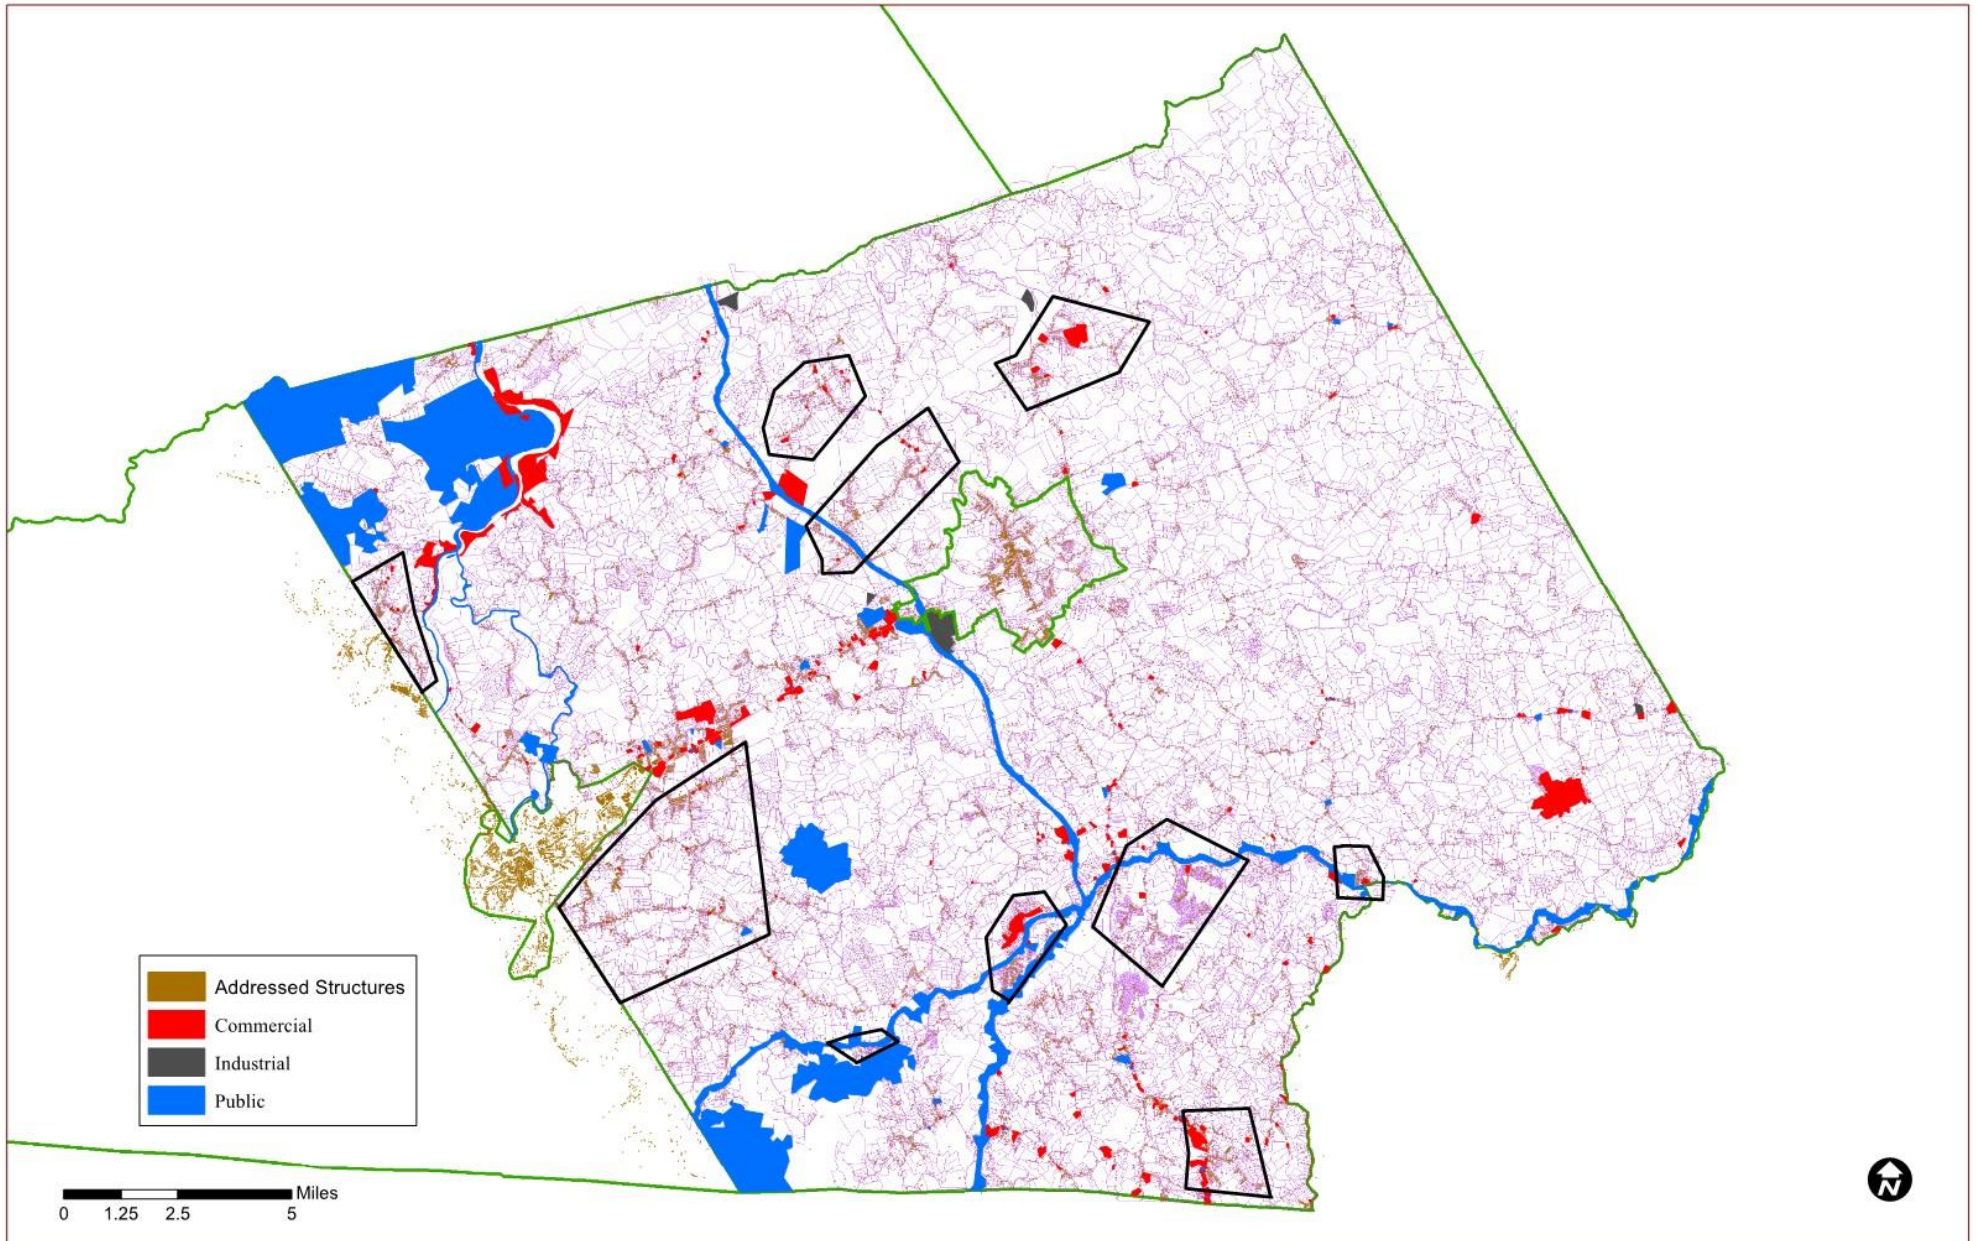 Addressed Structures
Commercial
Industrial
Public
Miles
0 1.25 2.5 5
N